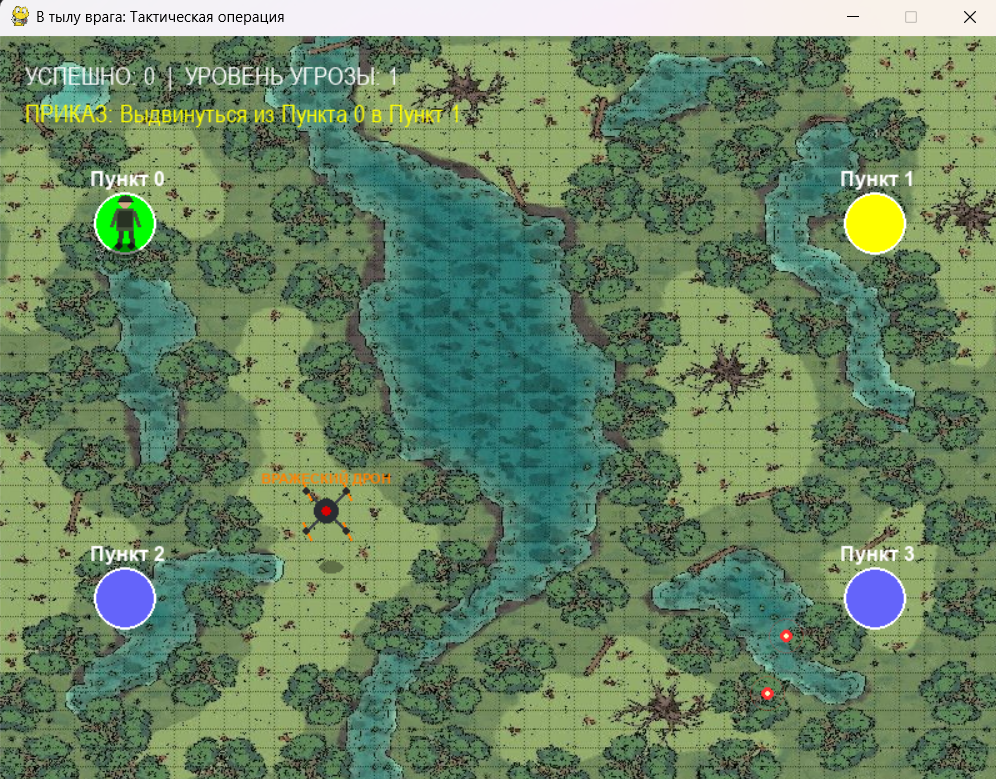 В тылу врага: Тактическая операция
УСПЕШНО: 0 | УРОВЕНЬ УГРОЗЫ: 1
ПРИКАЗ: Выдвинуться из Пункта 0 в Пункт 1
Пункт 0
Пункт 1
ВРАЖЕСКИЙ ДРОН
Пункт 2
Пункт 3